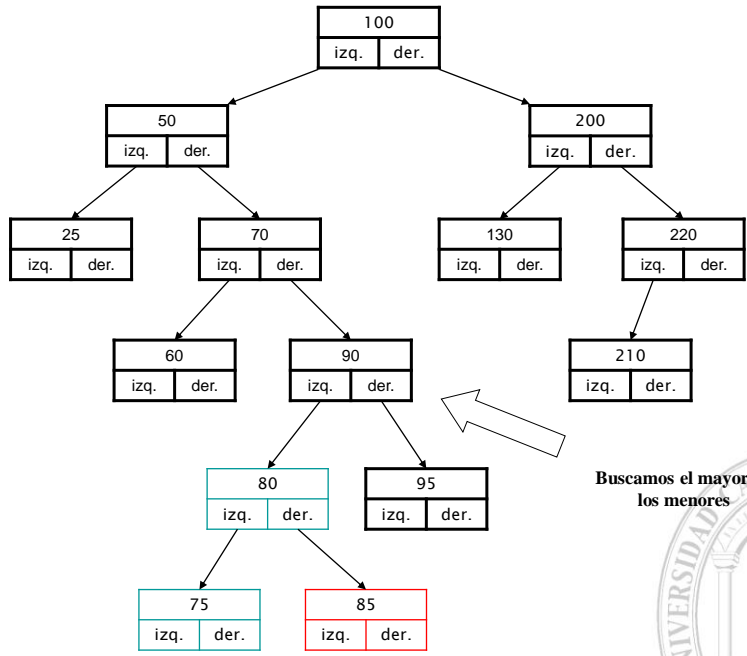 100
izq. der.
50
izq. der.
200
izq. der.
25
izq. der.
70
izq. der.
130
izq. der.
220
izq. der.
60
izq. der.
90
izq. der.
210
izq. der.
80
izq. der.
95
izq. der.
Buscamos el mayor
los menores
75
izq. der.
85
izq. der.